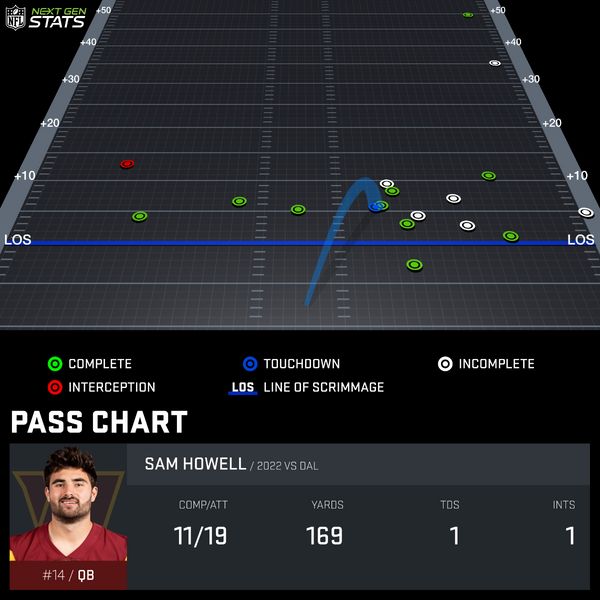 NFL NEXT GEN STATS
+50 +50
+40 +40
+30 +30
+20 +20
+10 +10
LOS LOS
COMPLETE TOUCHDOWN INCOMPLETE
INTERCEPTION LOS LINE OF SCRIMMAGE
PASS CHART
SAM HOWELL / 2022 VS DAL
COMP/ATT YARDS TDS INTS
11/19 169 1 1
#14 / QB